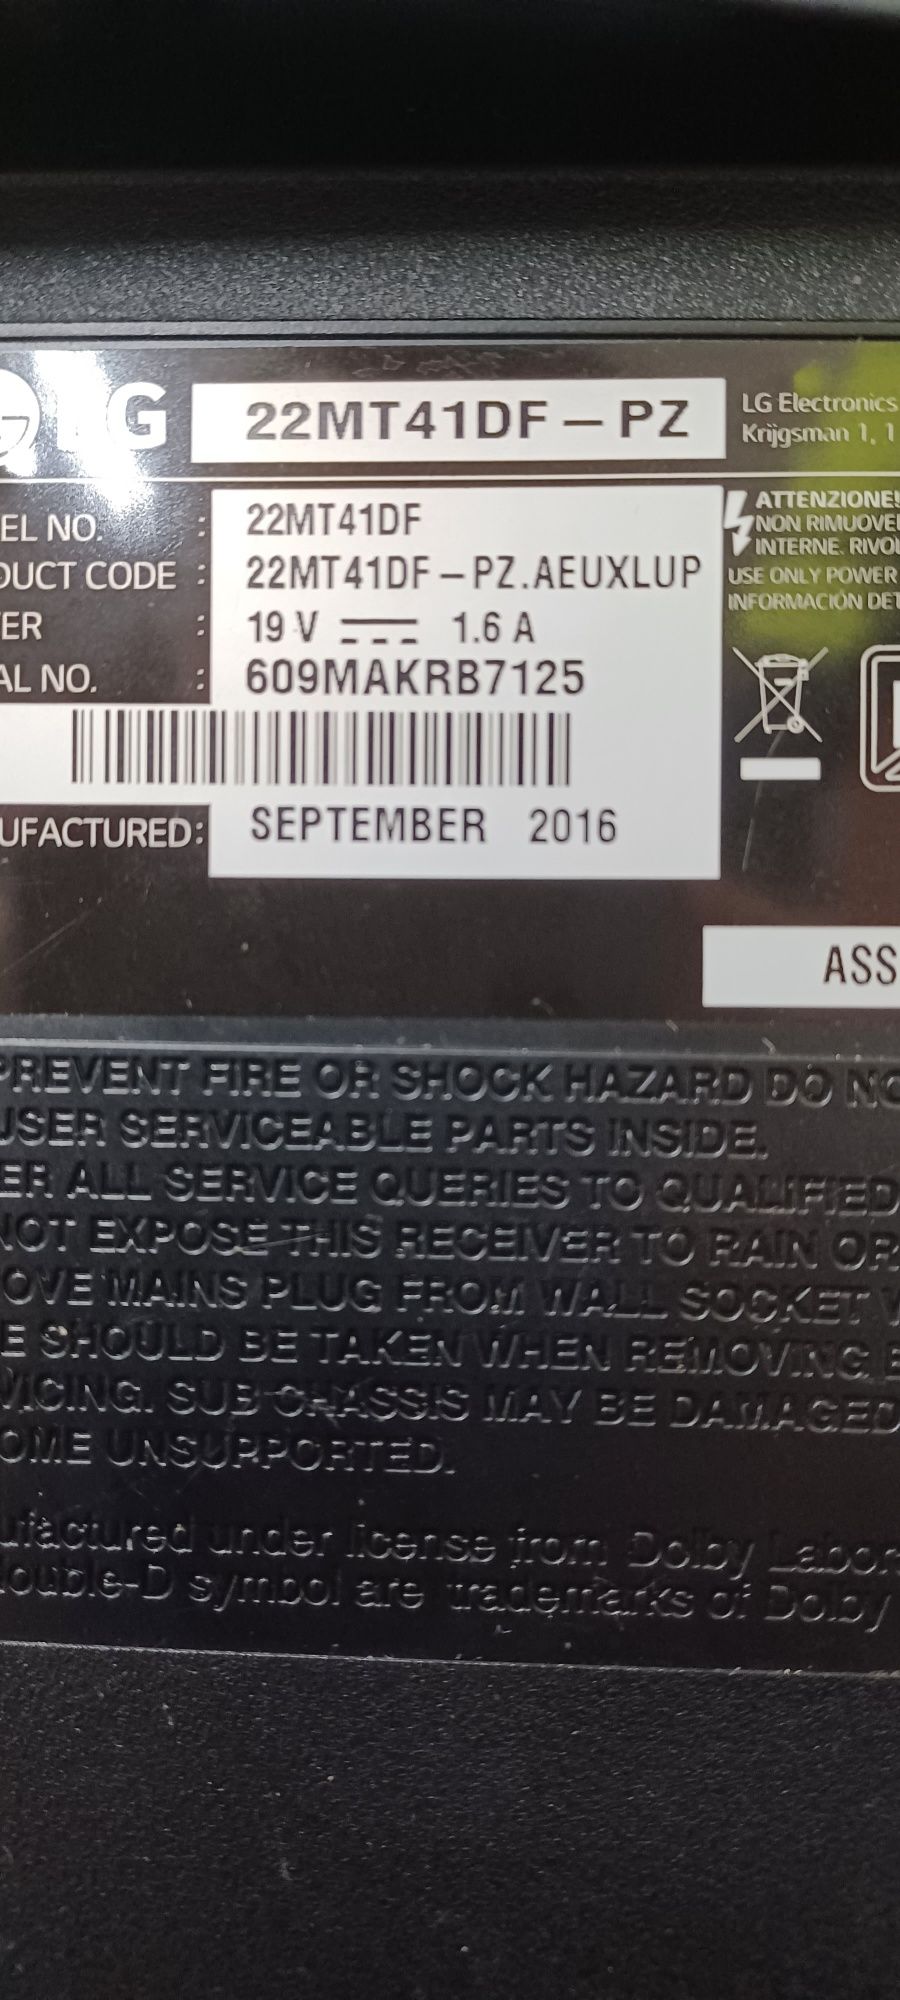 LG 22MT41DF-PZ
LG Electronics
Krijgsman 1, 1
EL NO. : 22MT41DF
DUCT CODE : 22MT41DF-PZ.AEUXLUP
ER : 19 V 1.6 A
AL NO. : 609MAKRB7125
UFACTURED: SEPTEMBER 2016
ATTENZIONE!
NON RIMUOVE
INTERNE. RIVOL
USE ONLY POWER
INFORMACIÓN DET
ASS
PREVENT FIRE OR SHOCK HAZARD DO NO
USER SERVICEABLE PARTS INSIDE.
ER ALL SERVICE QUERIES TO QUALIFIED
NOT EXPOSE THIS RECEIVER TO RAIN OR
OVE MAINS PLUG FROM WALL SOCKET
E SHOULD BE TAKEN WHEN REMOVING
VICING. SUB CHASSIS MAY BE DAMAGED
OME UNSUPPORTED.
ufactured under license from Dolby Labor
double-D symbol are trademarks of Dolby